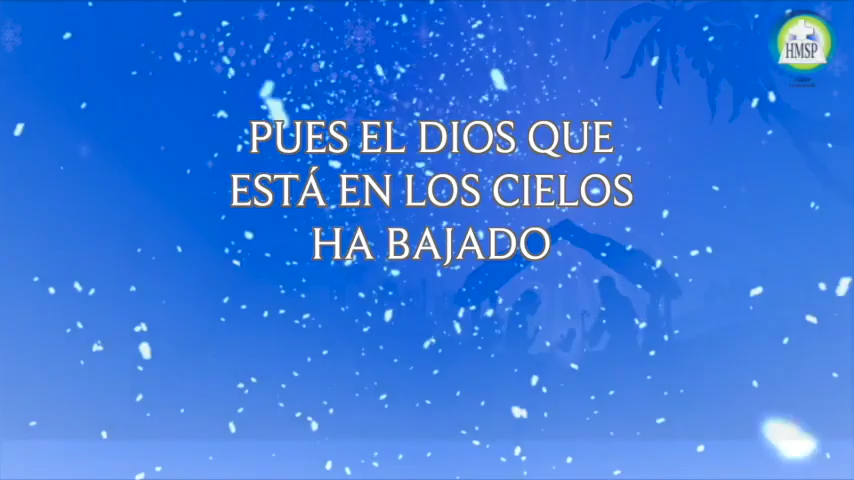 HMSP
PUES EL DIOS QUE
ESTÁ EN LOS CIELOS
HA BAJADO